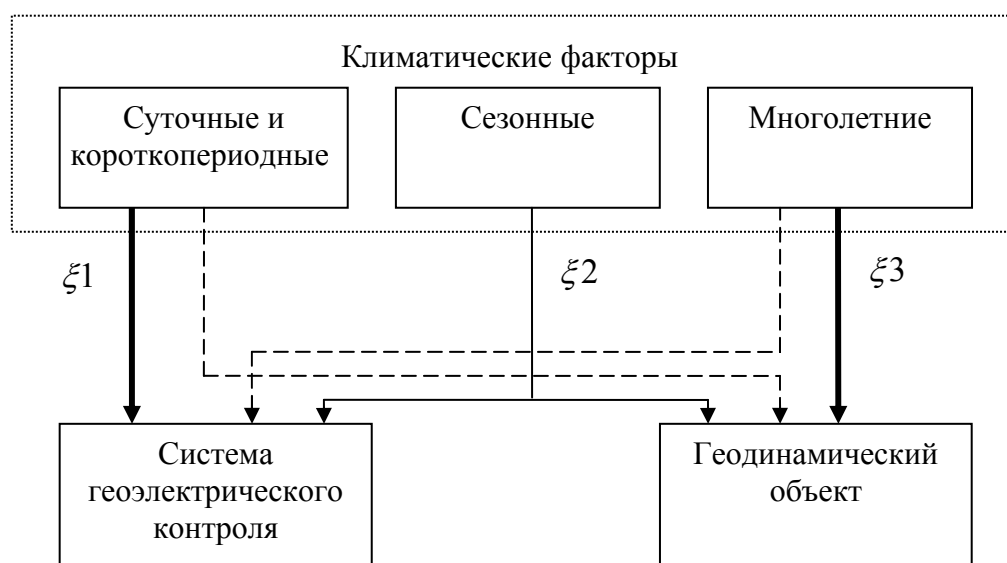 Климатические факторы
Суточные и
короткопериодные
Сезонные
Многолетние
ξ1
ξ2
ξ3
Система
геоэлектрического
контроля
Геодинамический
объект